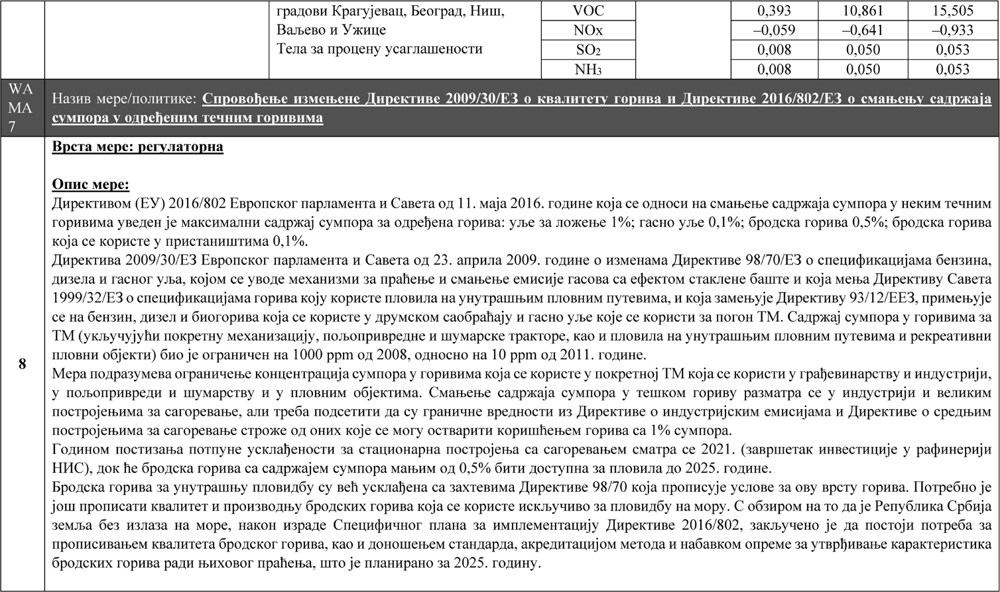 градови Крагујевац, Београд, Ниш,
Ваљево и Ужице
Тела за процену усаглашености
VOC 0,393 10,861 15,505
NOx –0,059 –0,641 –0,933
SO2 0,008 0,050 0,053
NH3 0,008 0,050 0,053
WA
MA
7
Назив мере/политике: Спровођење измењене Директиве 2009/30/ЕЗ о квалитету горива и Директиве 2016/802/ЕЗ о смањењу садржаја
сумпора у одређеним течним горивима
8
Врста мере: регулаторна
Опис мере:
Директивом (ЕУ) 2016/802 Европског парламента и Савета од 11. маја 2016. године која се односи на смањење садржаја сумпора у неким течним
горивима уведен је максимални садржај сумпора за одређена горива: уље за ложење 1%; гасно уље 0,1%; бродска горива 0,5%; бродска горива
која се користе у пристаништима 0,1%.
Директива 2009/30/ЕЗ Европског парламента и Савета од 23. априла 2009. године о изменама Директиве 98/70/ЕЗ о спецификацијама бензина,
дизела и гасног уља, којом се уводе механизми за праћење и смањење емисије гасова са ефектом стаклене баште и која мења Директиву Савета
1999/32/ЕЗ о спецификацијама горива коју користе пловила на унутрашњим пловним путевима, и која замењује Директиву 93/12/ЕЕЗ, примењује
се на бензин, дизел и биогорива која се користе у друмском саобраћају и гасно уље које се користи за погон ТМ. Садржај сумпора у горивима за
ТМ (укључујући покретну механизацију, пољопривредне и шумарске тракторе, као и пловила на унутрашњим пловним путевима и рекреативни
пловни објекти) био је ограничен на 1000 ppm од 2008, односно на 10 ppm од 2011. године.
Мера подразумева ограничење концентрација сумпора у горивима која се користе у покретној ТМ која се користи у грађевинарству и индустрији,
у пољопривреди и шумарству и у пловним објектима. Смањење садржаја сумпора у тешком гориву разматра се у индустрији и великим
постројењима за сагоревање, али треба подсетити да су граничне вредности из Директиве о индустријским емисијама и Директиве о средњим
постројењима за сагоревање строже од оних које се могу остварити коришћењем горива са 1% сумпора.
Годином постизања потпуне усклађености за стационарна постројења са сагоревањем сматра се 2021. (завршетак инвестиције у рафинерији
НИС), док ће бродска горива са садржајем сумпора мањим од 0,5% бити доступна за пловила до 2025. године.
Бродска горива за унутрашњу пловидбу су већ усклађена са захтевима Директиве 98/70 која прописује услове за ову врсту горива. Потребно је
још прописати квалитет и производњу бродских горива која се користе искључиво за пловидбу на мору. С обзиром на то да је Република Србија
земља без излаза на море, након израде Специфичног плана за имплементацију Директиве 2016/802, закључено је да постоји потреба за
прописивањем квалитета бродског горива, као и доношењем стандарда, акредитацијом метода и набавком опреме за утврђивање карактеристика
бродских горива ради њиховог праћења, што је планирано за 2025. годину.